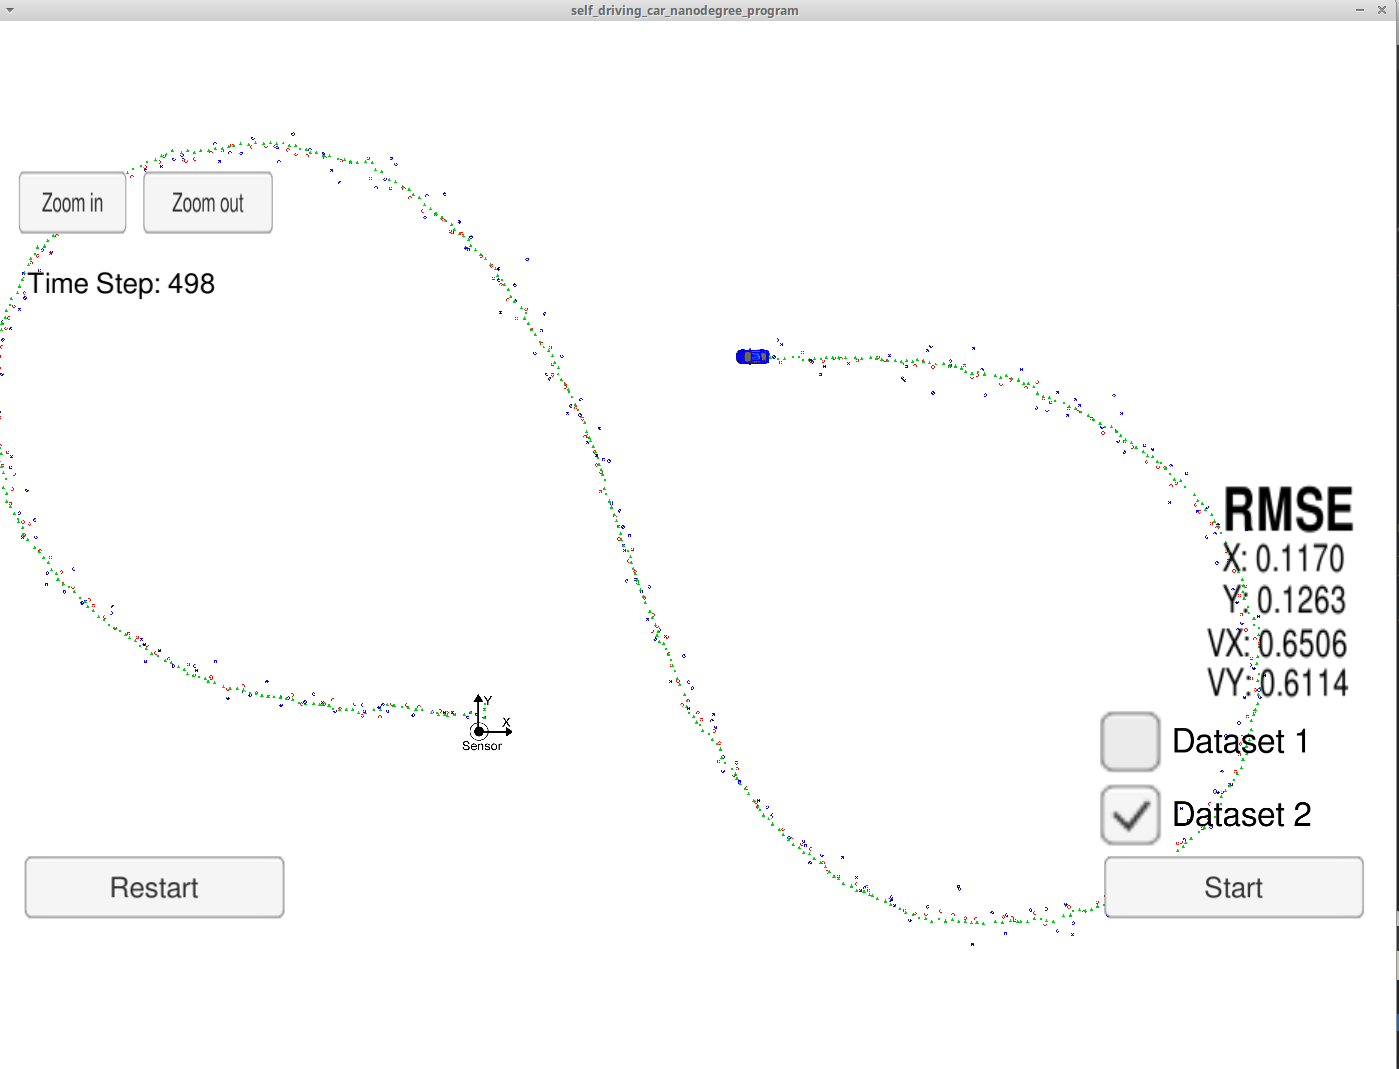 self_driving_car_nanodegree_program
Zoom in
Zoom out
Time Step: 498
RMSE
X: 0.1170
Y: 0.1263
VX: 0.6506
VY: 0.6114
Y
X
Sensor
Dataset 1
Dataset 2
Restart
Start